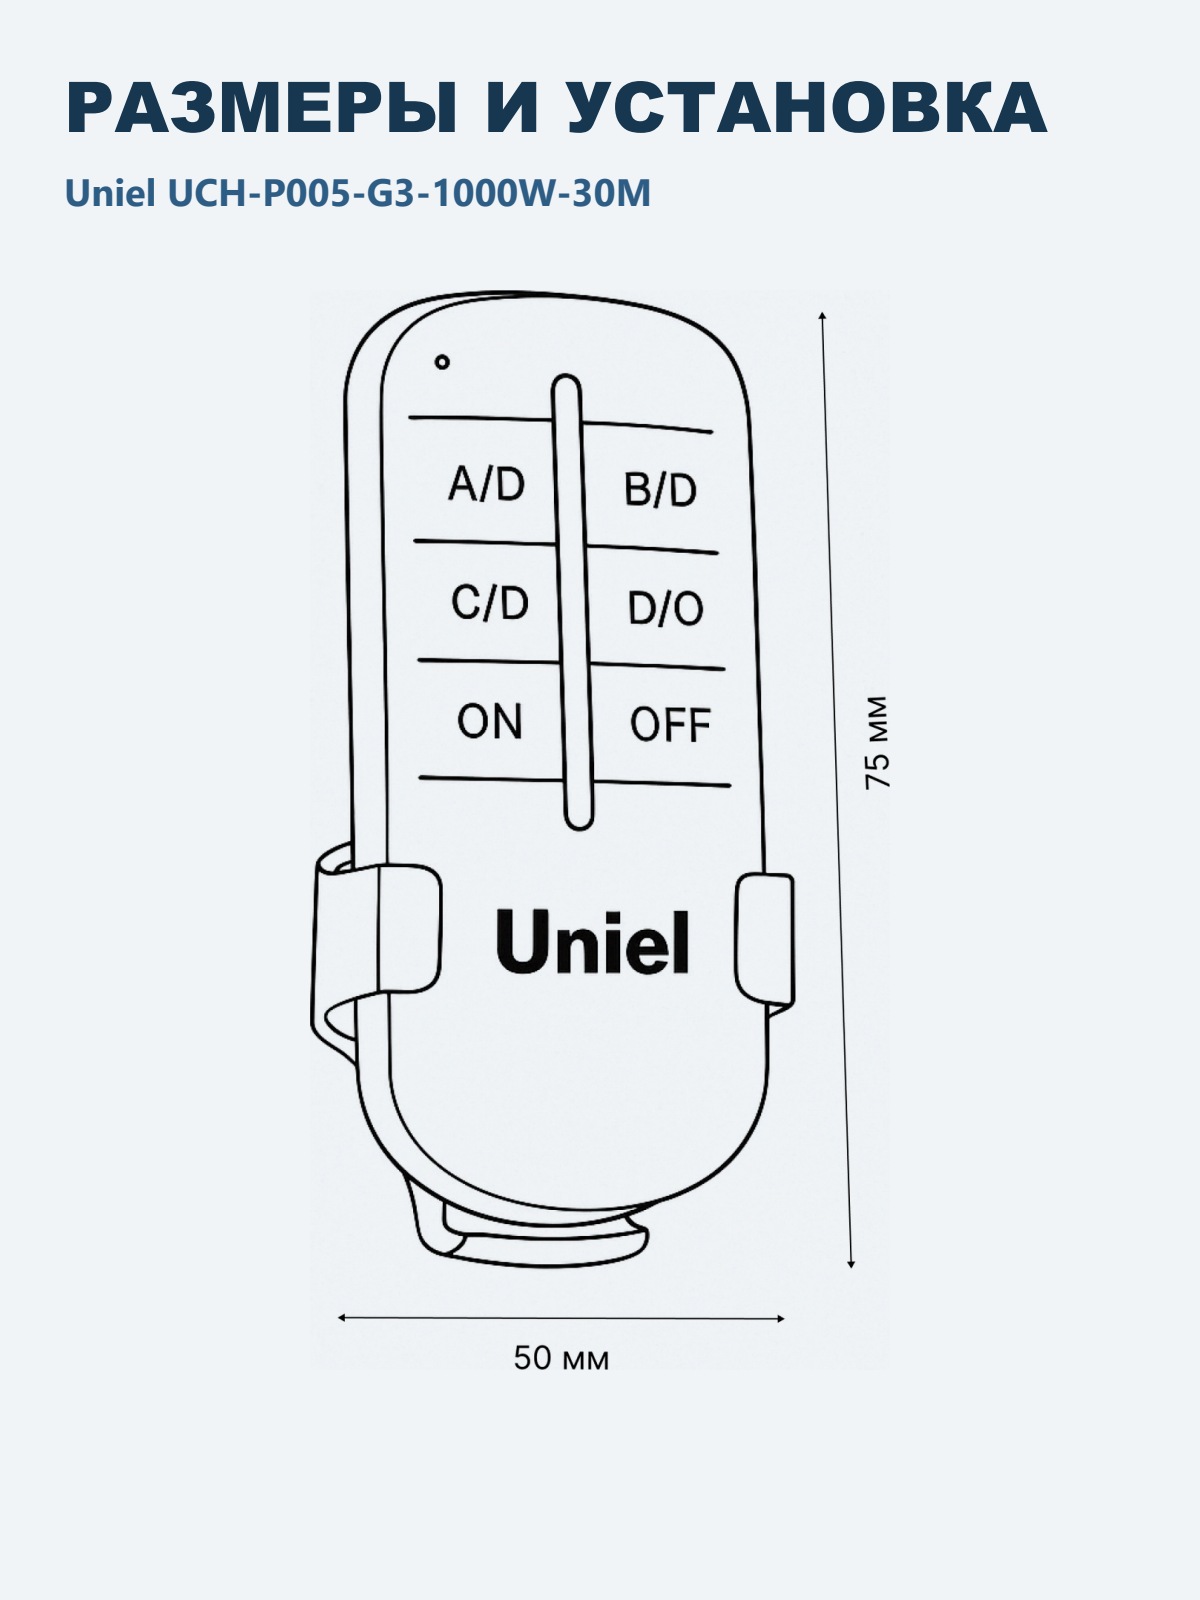 РАЗМЕРЫ И УСТАНОВКА
Uniel UCH-P005-G3-1000W-30M
A/D B/D
C/D D/O
ON OFF
75 мм
Uniel
50 мм